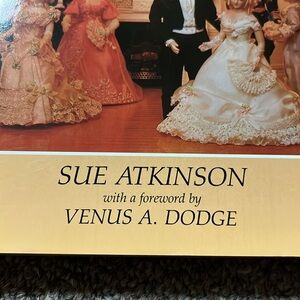 SUE ATKINSON
with a foreword by
VENUS A. DODGE